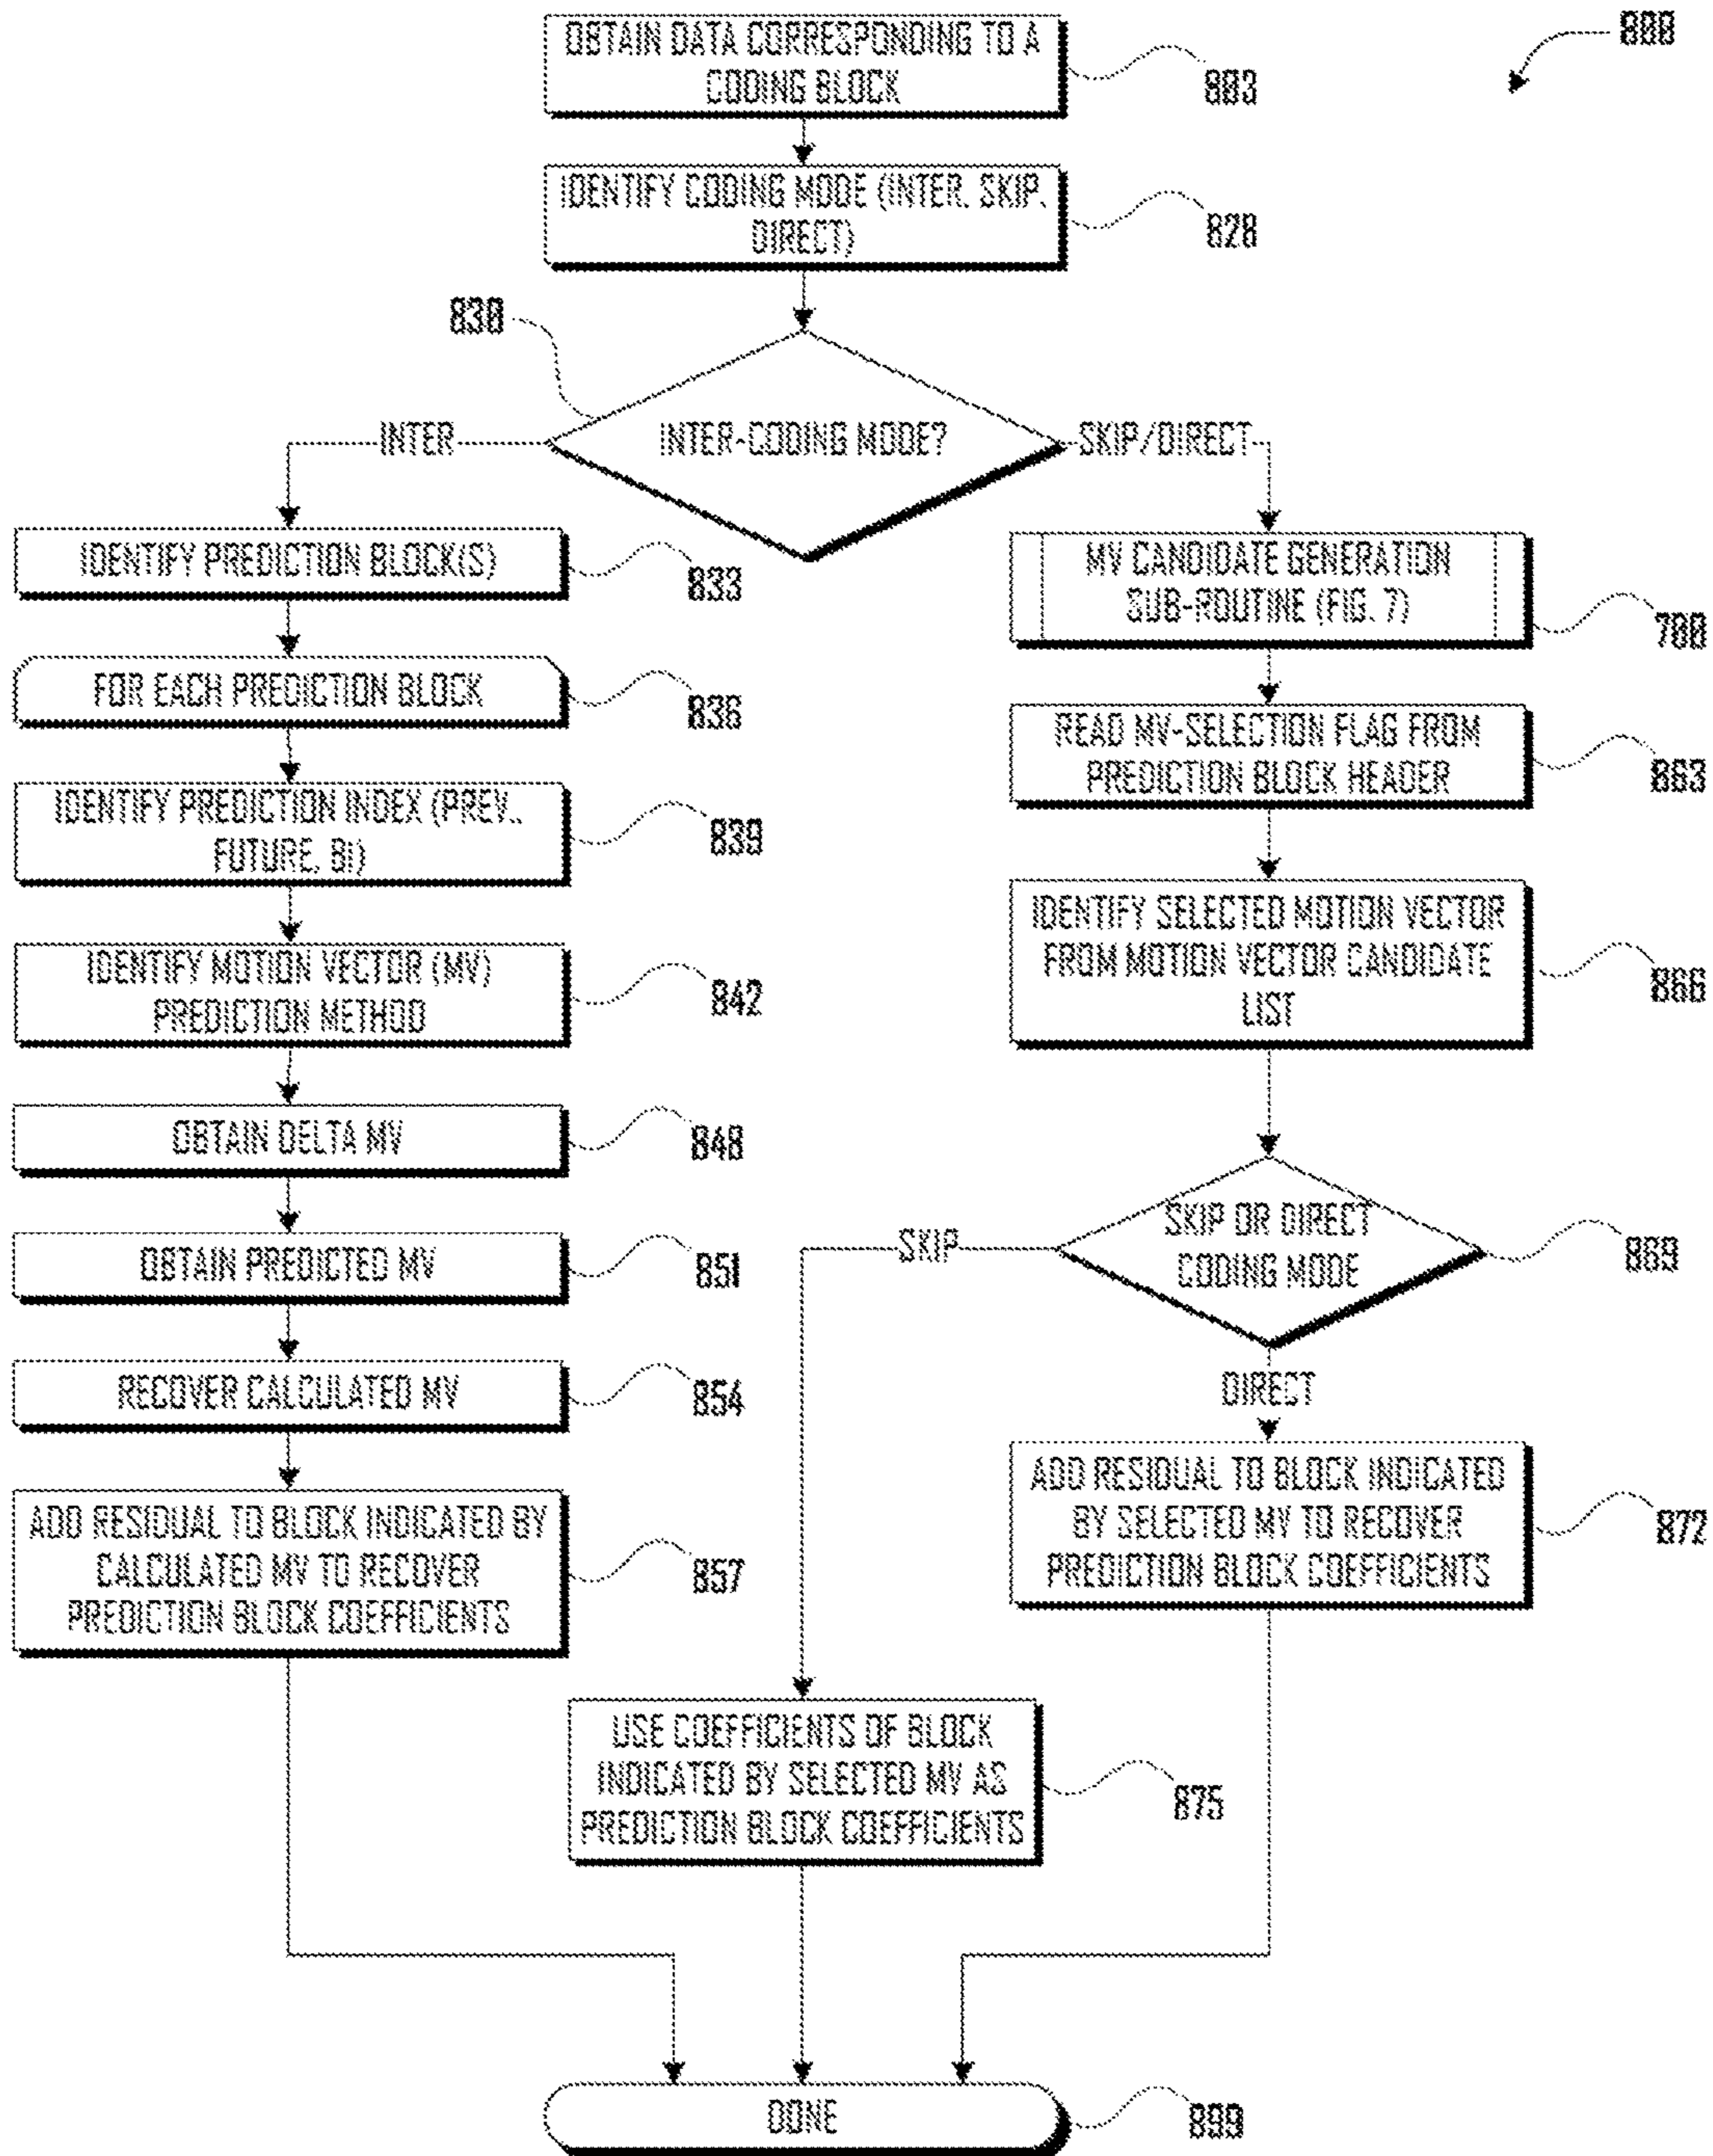 800
OBTAIN DATA CORRESPONDING TO A
CODING BLOCK
803
IDENTIFY CODING MODE (INTER, SKIP,
DIRECT)
828
830
INTER-CODING MODE?
INTER
SKIP/DIRECT
IDENTIFY PREDICTION BLOCK(S)
833
FOR EACH PREDICTION BLOCK
836
IDENTIFY PREDICTION INDEX (PREV.,
FUTURE, BI)
839
IDENTIFY MOTION VECTOR (MV)
PREDICTION METHOD
842
OBTAIN DELTA MV
848
OBTAIN PREDICTED MV
851
RECOVER CALCULATED MV
854
ADD RESIDUAL TO BLOCK INDICATED BY
CALCULATED MV TO RECOVER
PREDICTION BLOCK COEFFICIENTS
857
MV CANDIDATE GENERATION
SUB-ROUTINE (FIG. 7)
700
READ MV-SELECTION FLAG FROM
PREDICTION BLOCK HEADER
863
IDENTIFY SELECTED MOTION VECTOR
FROM MOTION VECTOR CANDIDATE
LIST
866
SKIP OR DIRECT
CODING MODE
869
SKIP
DIRECT
ADD RESIDUAL TO BLOCK INDICATED
BY SELECTED MV TO RECOVER
PREDICTION BLOCK COEFFICIENTS
872
USE COEFFICIENTS OF BLOCK
INDICATED BY SELECTED MV AS
PREDICTION BLOCK COEFFICIENTS
875
DONE
899